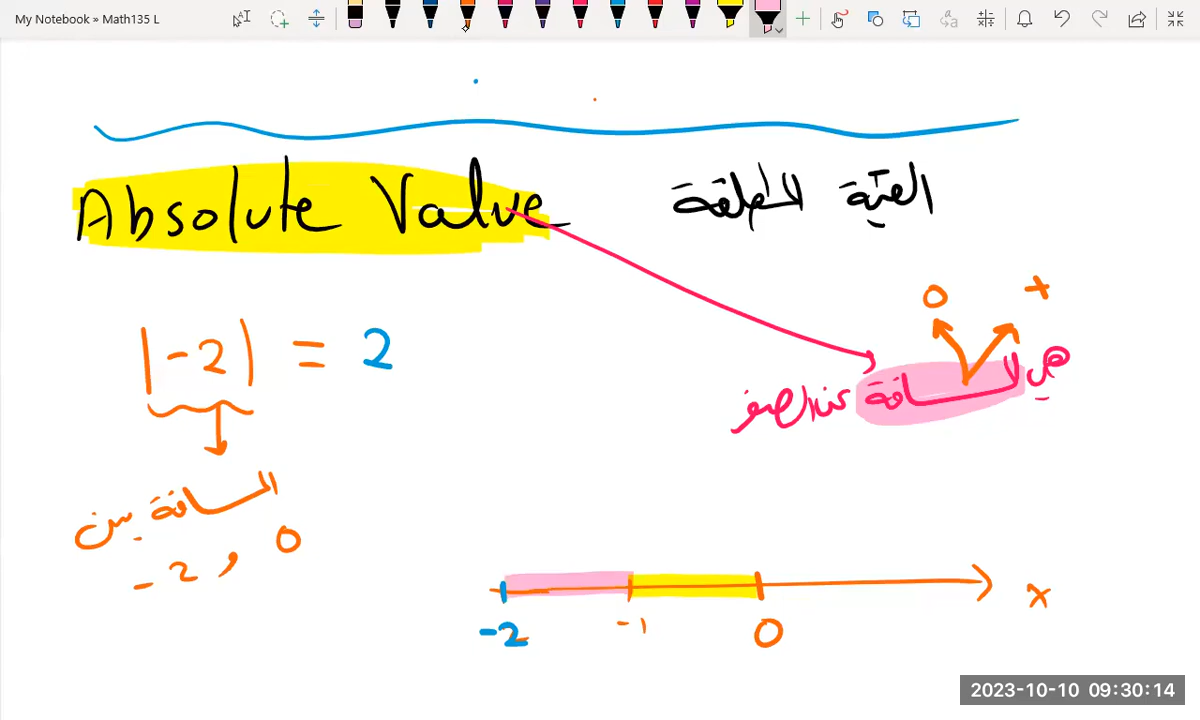 My Notebook » Math135 L
Absolute Value القيمة المطلقة
0 +
|-2| = 2
هي المسافة عن الصفر
المسافة بين
0 , -2
-2 -1 0 x
2023-10-10 09:30:14